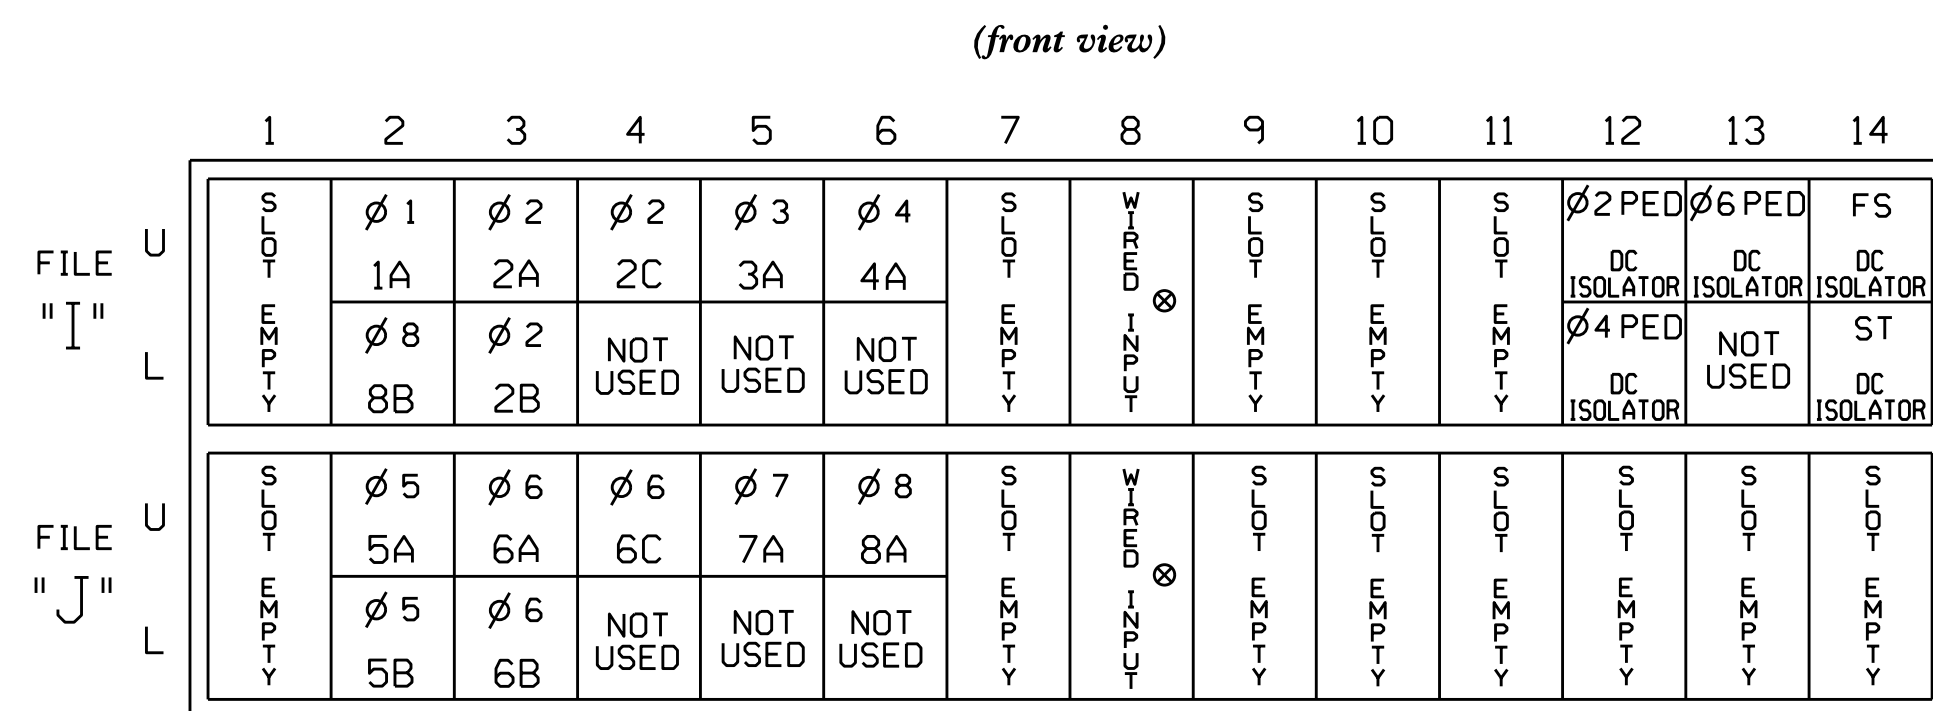 (front view)
1 2 3 4 5 6 7 8 9 10 11 12 13 14
FILE
"I"
U
L
SLOT EMPTY
Ø 1
1A
Ø 8
8B
Ø 2
2A
Ø 2
2B
Ø 2
2C
NOT
USED
Ø 3
3A
NOT
USED
Ø 4
4A
NOT
USED
SLOT EMPTY
WIRED INPUT
⊗
SLOT EMPTY
SLOT EMPTY
SLOT EMPTY
Ø2 PED
DC
ISOLATOR
Ø4 PED
DC
ISOLATOR
Ø6 PED
DC
ISOLATOR
NOT
USED
FS
DC
ISOLATOR
ST
DC
ISOLATOR
FILE
"J"
U
L
SLOT EMPTY
Ø 5
5A
Ø 5
5B
Ø 6
6A
Ø 6
6B
Ø 6
6C
NOT
USED
Ø 7
7A
NOT
USED
Ø 8
8A
NOT
USED
SLOT EMPTY
WIRED INPUT
⊗
SLOT EMPTY
SLOT EMPTY
SLOT EMPTY
SLOT EMPTY
SLOT EMPTY
SLOT EMPTY